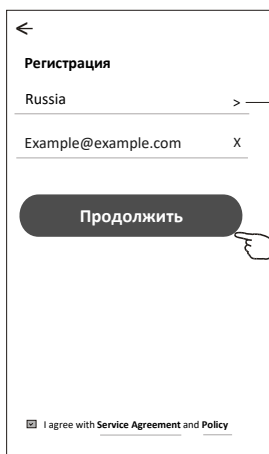 Регистрация
Russia >
Example@example.com X
Продолжить
I agree with Service Agreement and Policy